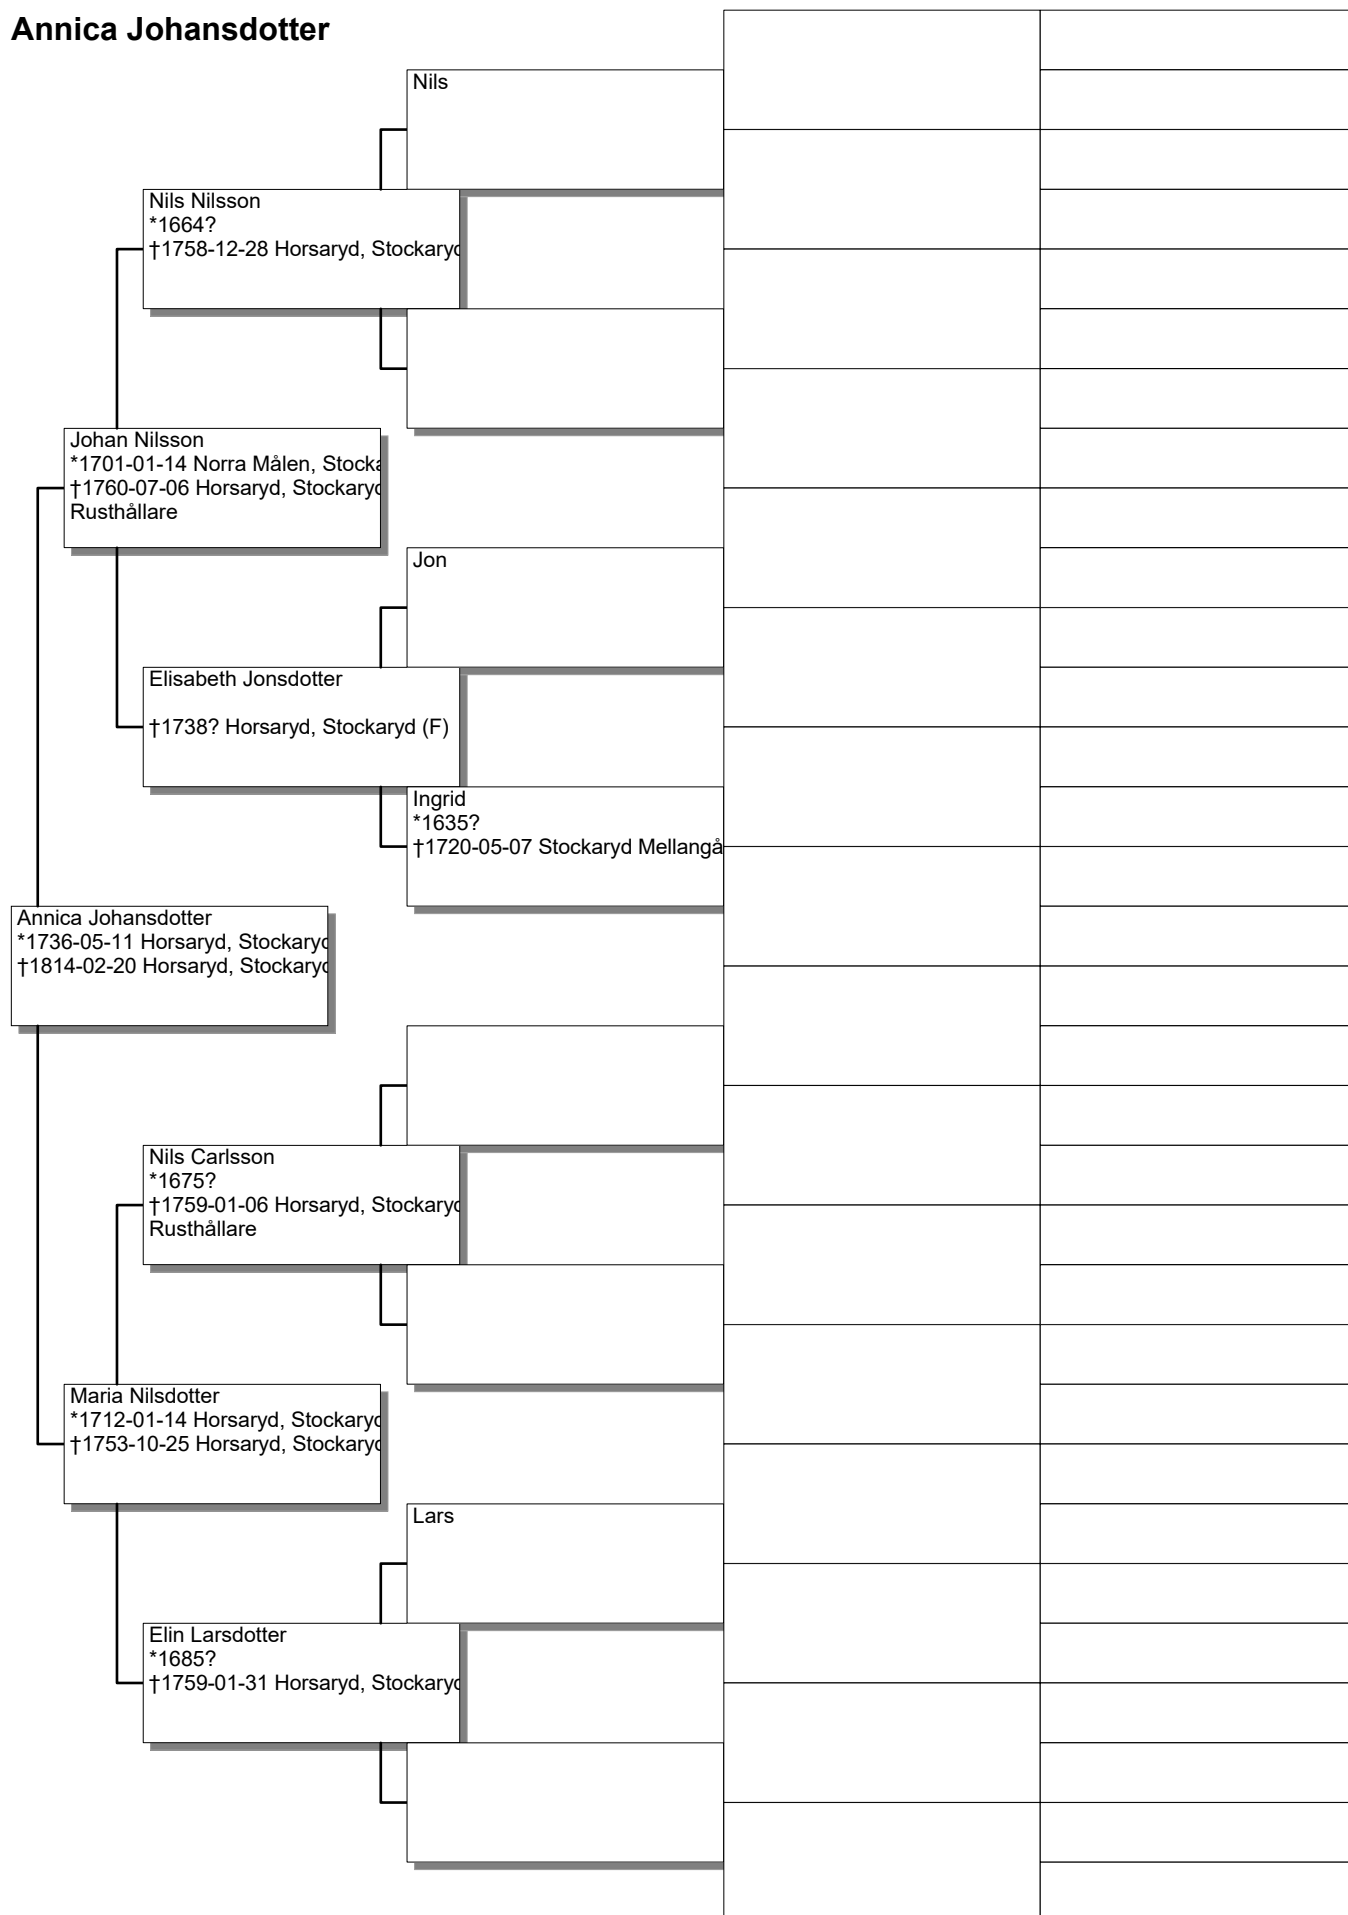 Annica Johansdotter
Nils
Nils Nilsson
*1664?
†1758-12-28 Horsaryd, Stockaryd
Johan Nilsson
*1701-01-14 Norra Målen, Stocka
†1760-07-06 Horsaryd, Stockaryd
Rusthållare
Jon
Elisabeth Jonsdotter
†1738? Horsaryd, Stockaryd (F)
Ingrid
*1635?
†1720-05-07 Stockaryd Mellangå
Annica Johansdotter
*1736-05-11 Horsaryd, Stockaryd
†1814-02-20 Horsaryd, Stockaryd
Nils Carlsson
*1675?
†1759-01-06 Horsaryd, Stockaryd
Rusthållare
Maria Nilsdotter
*1712-01-14 Horsaryd, Stockaryd
†1753-10-25 Horsaryd, Stockaryd
Lars
Elin Larsdotter
*1685?
†1759-01-31 Horsaryd, Stockaryd